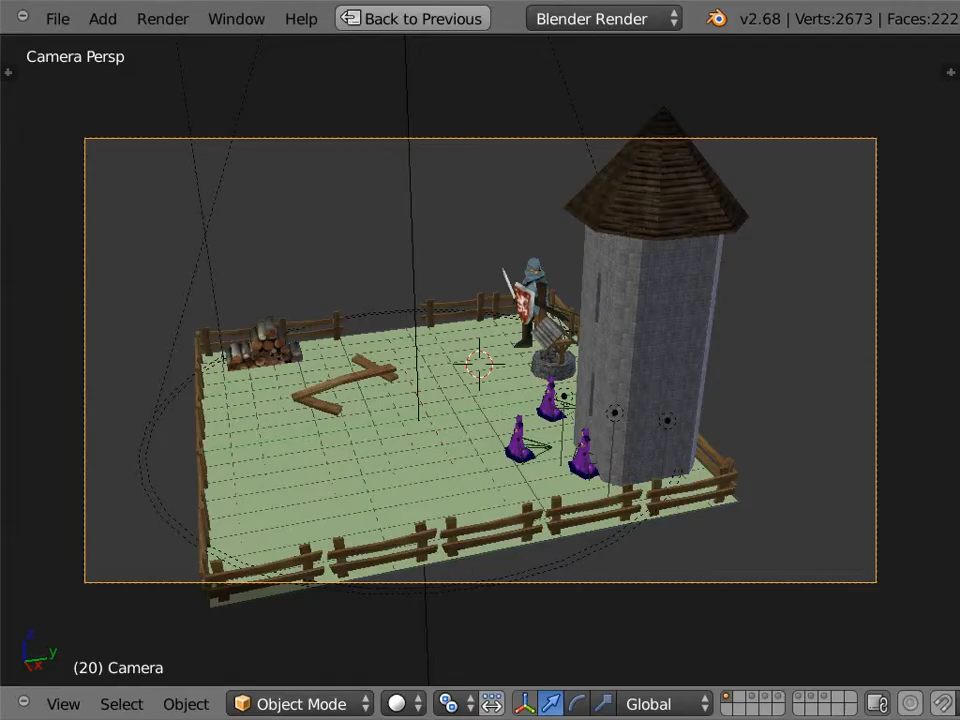 File Add Render Window Help Back to Previous Blender Render v2.68 | Verts:2673 | Faces:222
Camera Persp
z
y
x
(20) Camera
View Select Object Object Mode Global